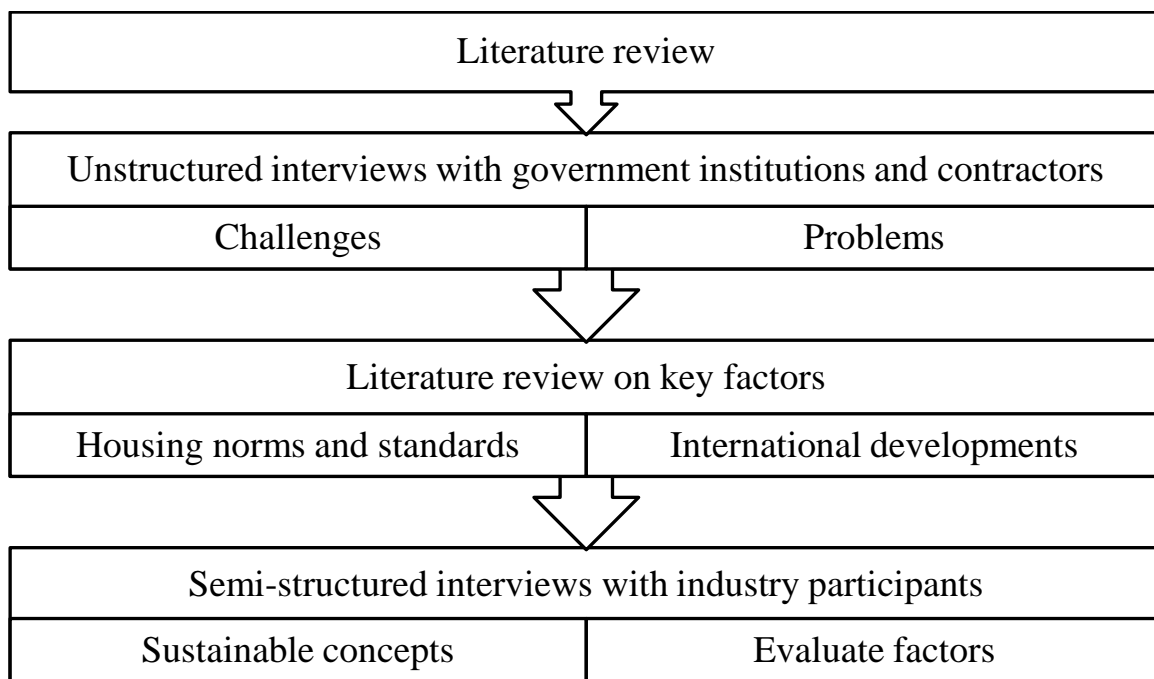 Literature review
Unstructured interviews with government institutions and contractors
Challenges
Problems
Literature review on key factors
Housing norms and standards
International developments
Semi-structured interviews with industry participants
Sustainable concepts
Evaluate factors